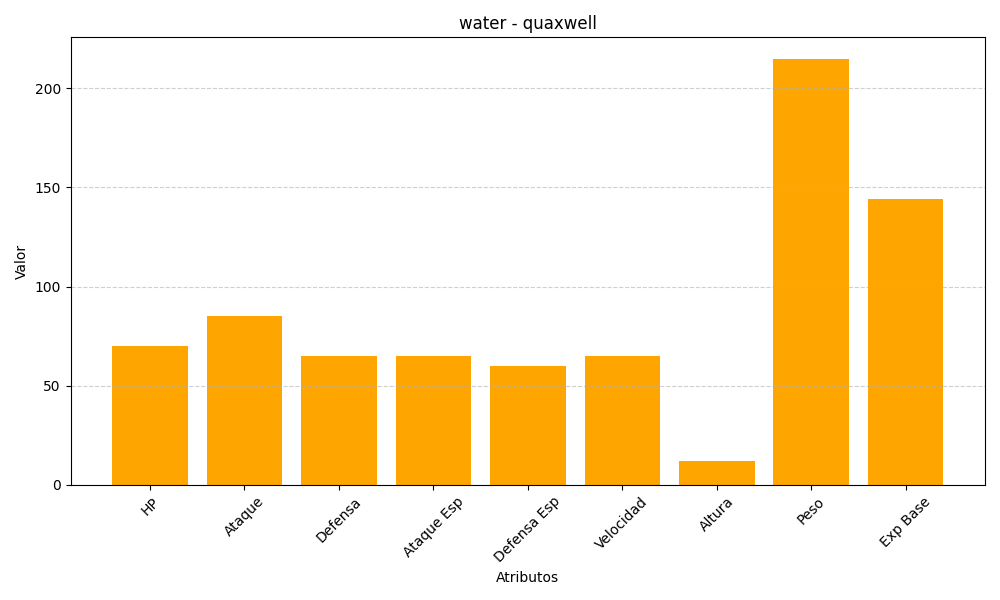 water - quaxwell
Valor
200
150
100
50
0
HP
Ataque
Defensa
Ataque Esp
Defensa Esp
Velocidad
Altura
Peso
Exp Base
Atributos